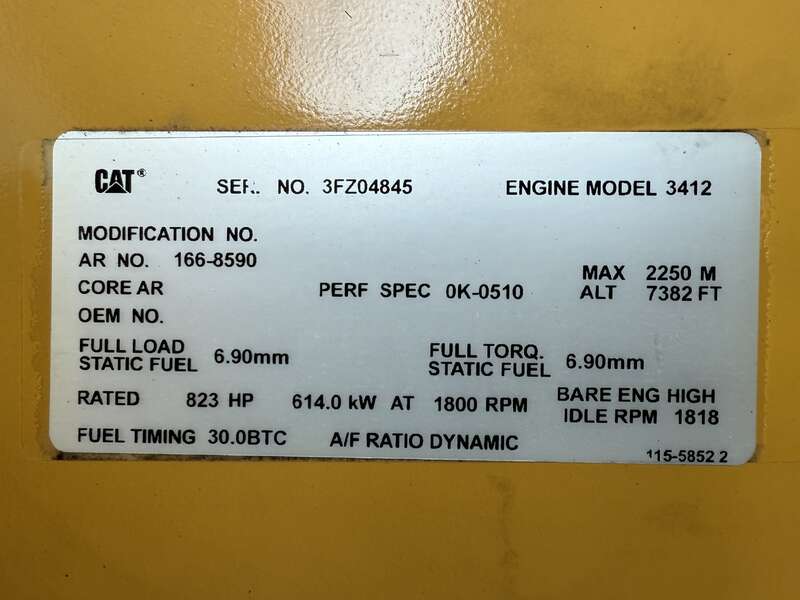 CAT® SER. NO. 3FZ04845 ENGINE MODEL 3412
MODIFICATION NO.
AR NO. 166-8590
CORE AR PERF SPEC 0K-0510 MAX ALT 2250 M 7382 FT
OEM NO.
FULL LOAD STATIC FUEL 6.90mm FULL TORQ. STATIC FUEL 6.90mm
RATED 823 HP 614.0 kW AT 1800 RPM BARE ENG HIGH IDLE RPM 1818
FUEL TIMING 30.0BTC A/F RATIO DYNAMIC
115-5852 2